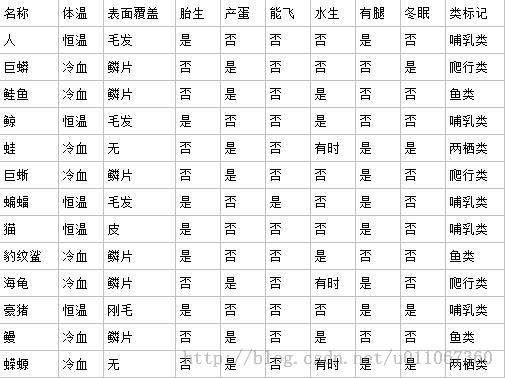 名称 体温 表面覆盖 胎生 产蛋 能飞 水生 有腿 冬眠 类标记
人 恒温 毛发 是 否 否 否 是 否 哺乳类
巨蟒 冷血 鳞片 否 是 否 否 否 是 爬行类
鲑鱼 冷血 鳞片 否 是 否 是 否 否 鱼类
鲸 恒温 毛发 是 否 否 是 否 否 哺乳类
蛙 冷血 无 否 是 否 有时 是 是 两栖类
巨蜥 冷血 鳞片 否 是 否 否 是 否 爬行类
蝙蝠 恒温 毛发 是 否 是 否 是 否 哺乳类
猫 恒温 皮 是 否 否 否 是 否 哺乳类
豹纹鲨 冷血 鳞片 是 否 否 是 否 否 鱼类
海龟 冷血 鳞片 否 是 否 有时 是 否 爬行类
豪猪 恒温 刚毛 是 否 否 否 是 是 哺乳类
鳗 冷血 鳞片 否 是 否 是 否 否 鱼类
蝾螈 冷血 无 否 是 否 有时 是 是 两栖类
http://blog.csdn.net/u011067360